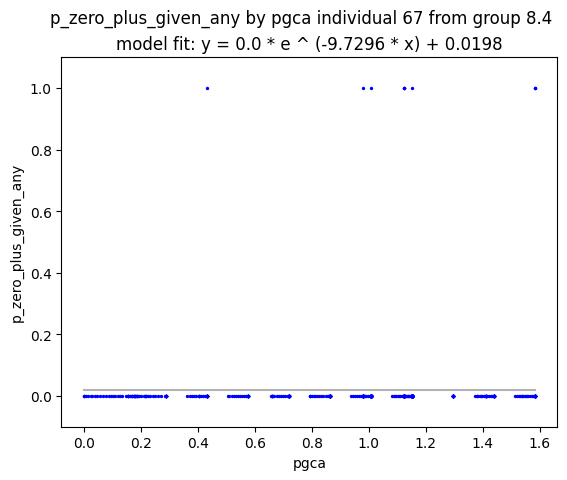 p_zero_plus_given_any by pgca individual 67 from group 8.4
model fit: y = 0.0 * e ^ (-9.7296 * x) + 0.0198
p_zero_plus_given_any
1.0
0.8
0.6
0.4
0.2
0.0
0.0 0.2 0.4 0.6 0.8 1.0 1.2 1.4 1.6
pgca